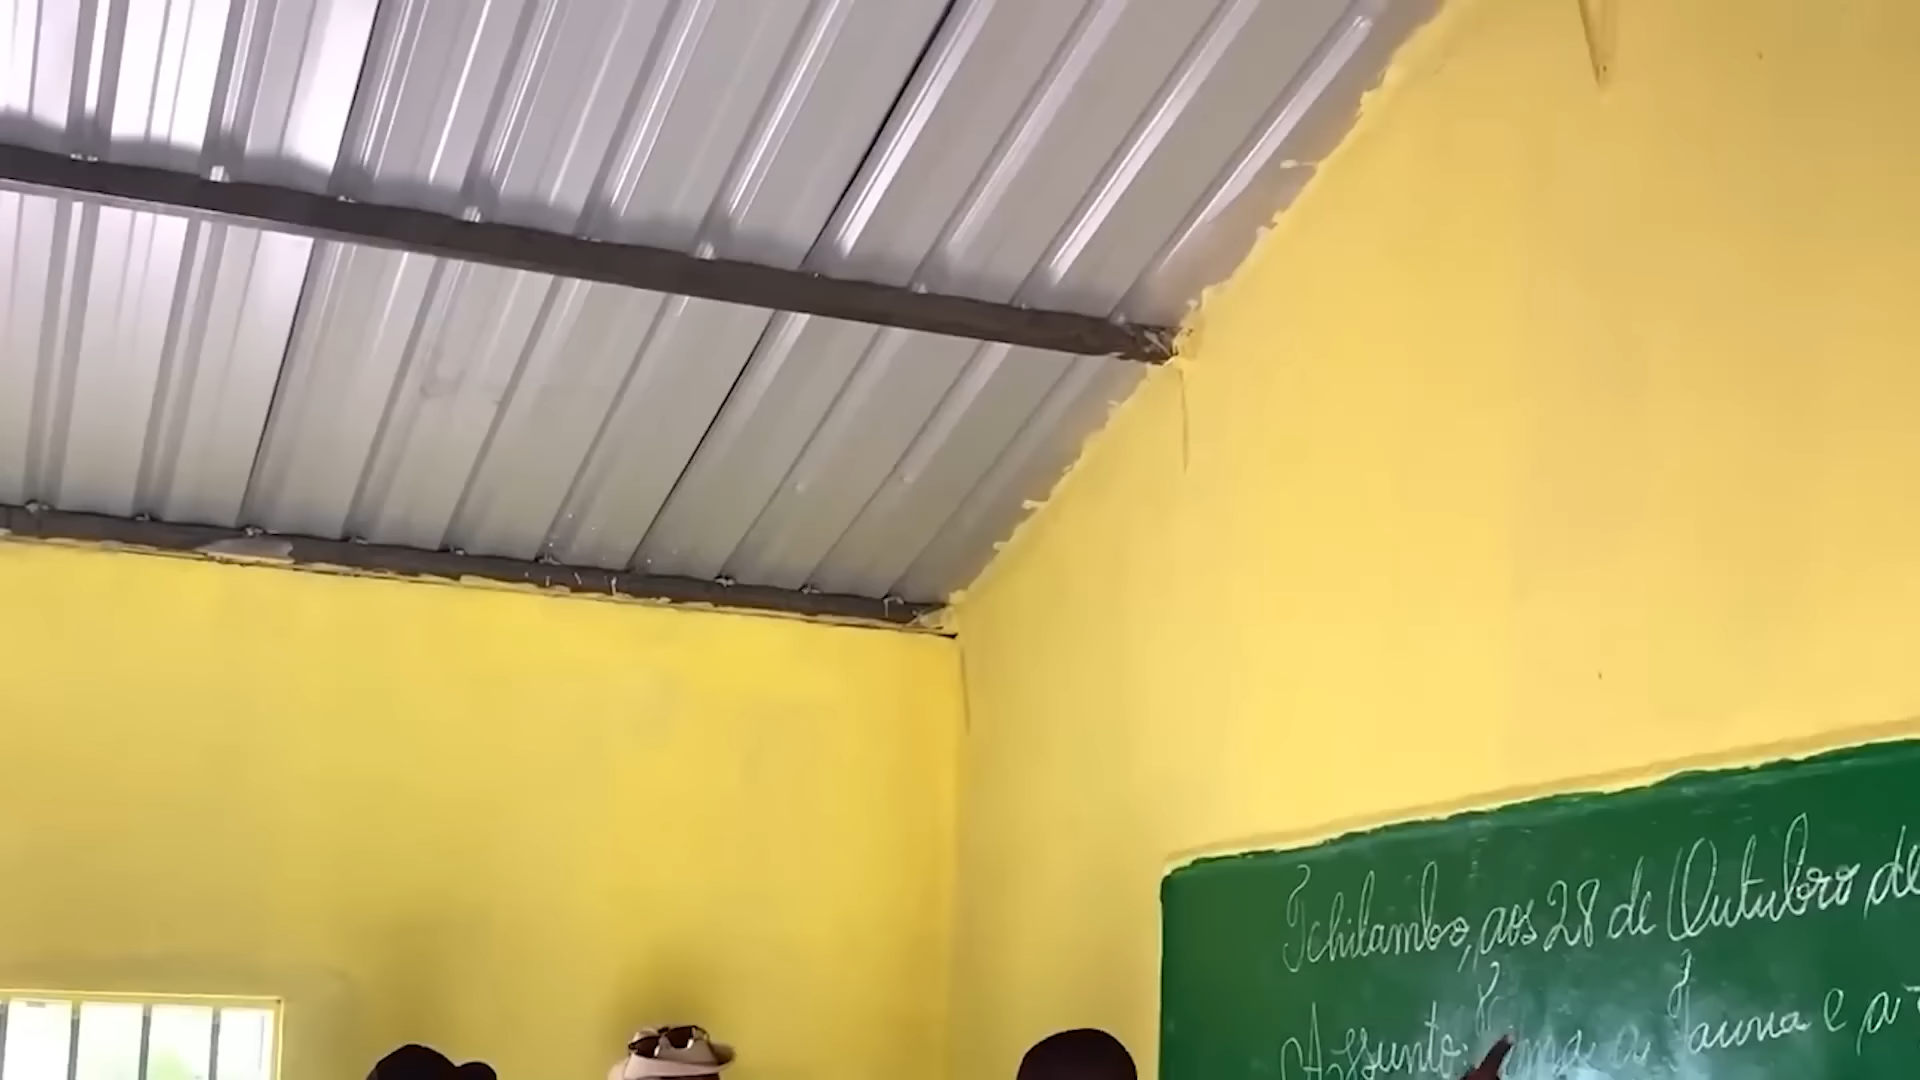 Tchilambo, aos 28 de Outubro de
Assunto: a Fauna e a